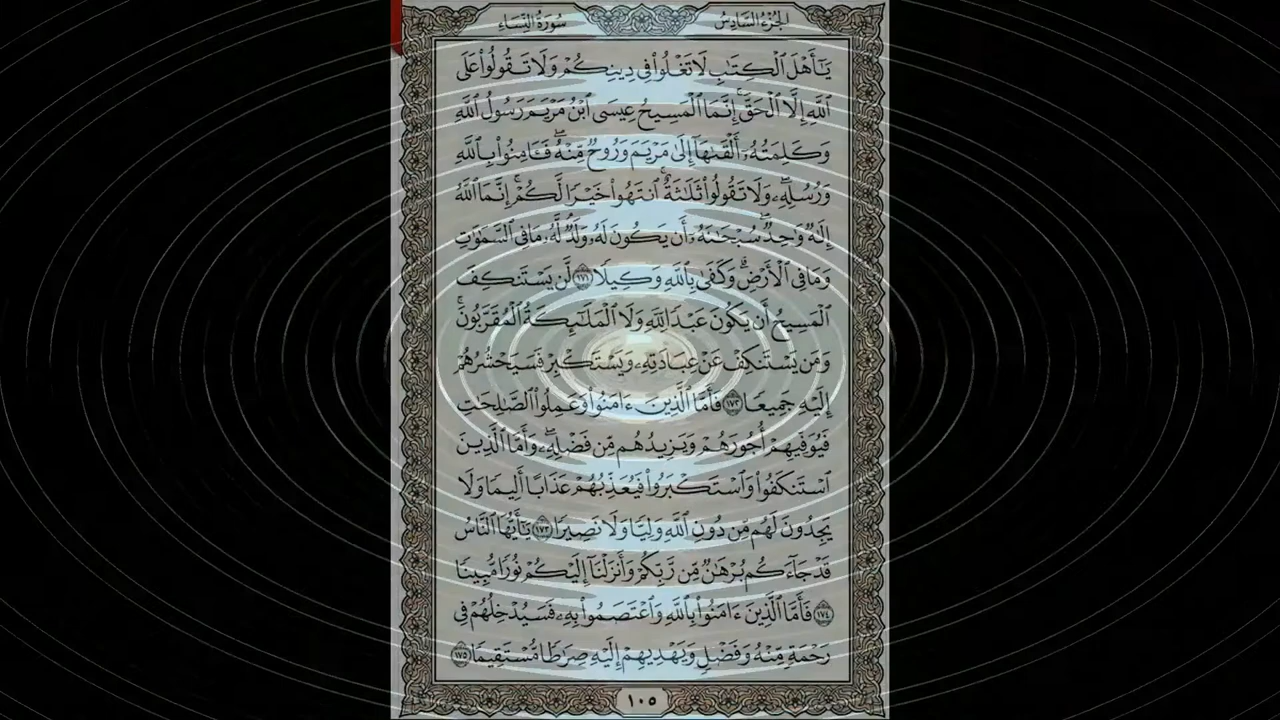 الجزء السادس
سورة النساء
يَـٰٓأَهْلَ ٱلْكِتَـٰبِ لَا تَغْلُوا۟ فِى دِينِكُمْ وَلَا تَقُولُوا۟ عَلَى
ٱللَّهِ إِلَّا ٱلْحَقَّ ۚ إِنَّمَا ٱلْمَسِيحُ عِيسَى ٱبْنُ مَرْيَمَ رَسُولُ ٱللَّهِ
وَكَلِمَتُهُۥٓ أَلْقَىٰهَآ إِلَىٰ مَرْيَمَ وَرُوحٌ مِّنْهُ ۖ فَـَٔامِنُوا۟ بِٱللَّهِ
وَرُسُلِهِۦ ۖ وَلَا تَقُولُوا۟ ثَلَـٰثَةٌ ۚ ٱنتَهُوا۟ خَيْرًا لَّكُمْ ۚ إِنَّمَا ٱللَّهُ
إِلَـٰهٌ وَٰحِدٌ ۖ سُبْحَـٰنَهُۥٓ أَن يَكُونَ لَهُۥ وَلَدٌ ۘ لَّهُۥ مَا فِى ٱلسَّمَـٰوَٰتِ
وَمَا فِى ٱلْأَرْضِ ۗ وَكَفَىٰ بِٱللَّهِ وَكِيلًا ١٧١ لَّن يَسْتَنكِفَ
ٱلْمَسِيحُ أَن يَكُونَ عَبْدًا لِّلَّهِ وَلَا ٱلْمَلَـٰٓئِكَةُ ٱلْمُقَرَّبُونَ ۚ
وَمَن يَسْتَنكِفْ عَنْ عِبَادَتِهِۦ وَيَسْتَكْبِرْ فَسَيَحْشُرُهُمْ
إِلَيْهِ جَمِيعًا ١٧٢ فَأَمَّا ٱلَّذِينَ ءَامَنُوا۟ وَعَمِلُوا۟ ٱلصَّـٰلِحَـٰتِ
فَيُوَفِّيهِمْ أُجُورَهُمْ وَيَزِيدُهُم مِّن فَضْلِهِۦ ۖ وَأَمَّا ٱلَّذِينَ
ٱسْتَنكَفُوا۟ وَٱسْتَكْبَرُوا۟ فَيُعَذِّبُهُمْ عَذَابًا أَلِيمًا وَلَا
يَجِدُونَ لَهُم مِّن دُونِ ٱللَّهِ وَلِيًّا وَلَا نَصِيرًا ١٧٣ يَـٰٓأَيُّهَا ٱلنَّاسُ
قَدْ جَآءَكُم بُرْهَـٰنٌ مِّن رَّبِّكُمْ وَأَنزَلْنَآ إِلَيْكُمْ نُورًا مُّبِينًا
١٧٤ فَأَمَّا ٱلَّذِينَ ءَامَنُوا۟ بِٱللَّهِ وَٱعْتَصَمُوا۟ بِهِۦ فَسَيُدْخِلُهُمْ فِى
رَحْمَةٍ مِّنْهُ وَفَضْلٍ وَيَهْدِيهِمْ إِلَيْهِ صِرَٰطًا مُّسْتَقِيمًا ١٧٥
١٠٥